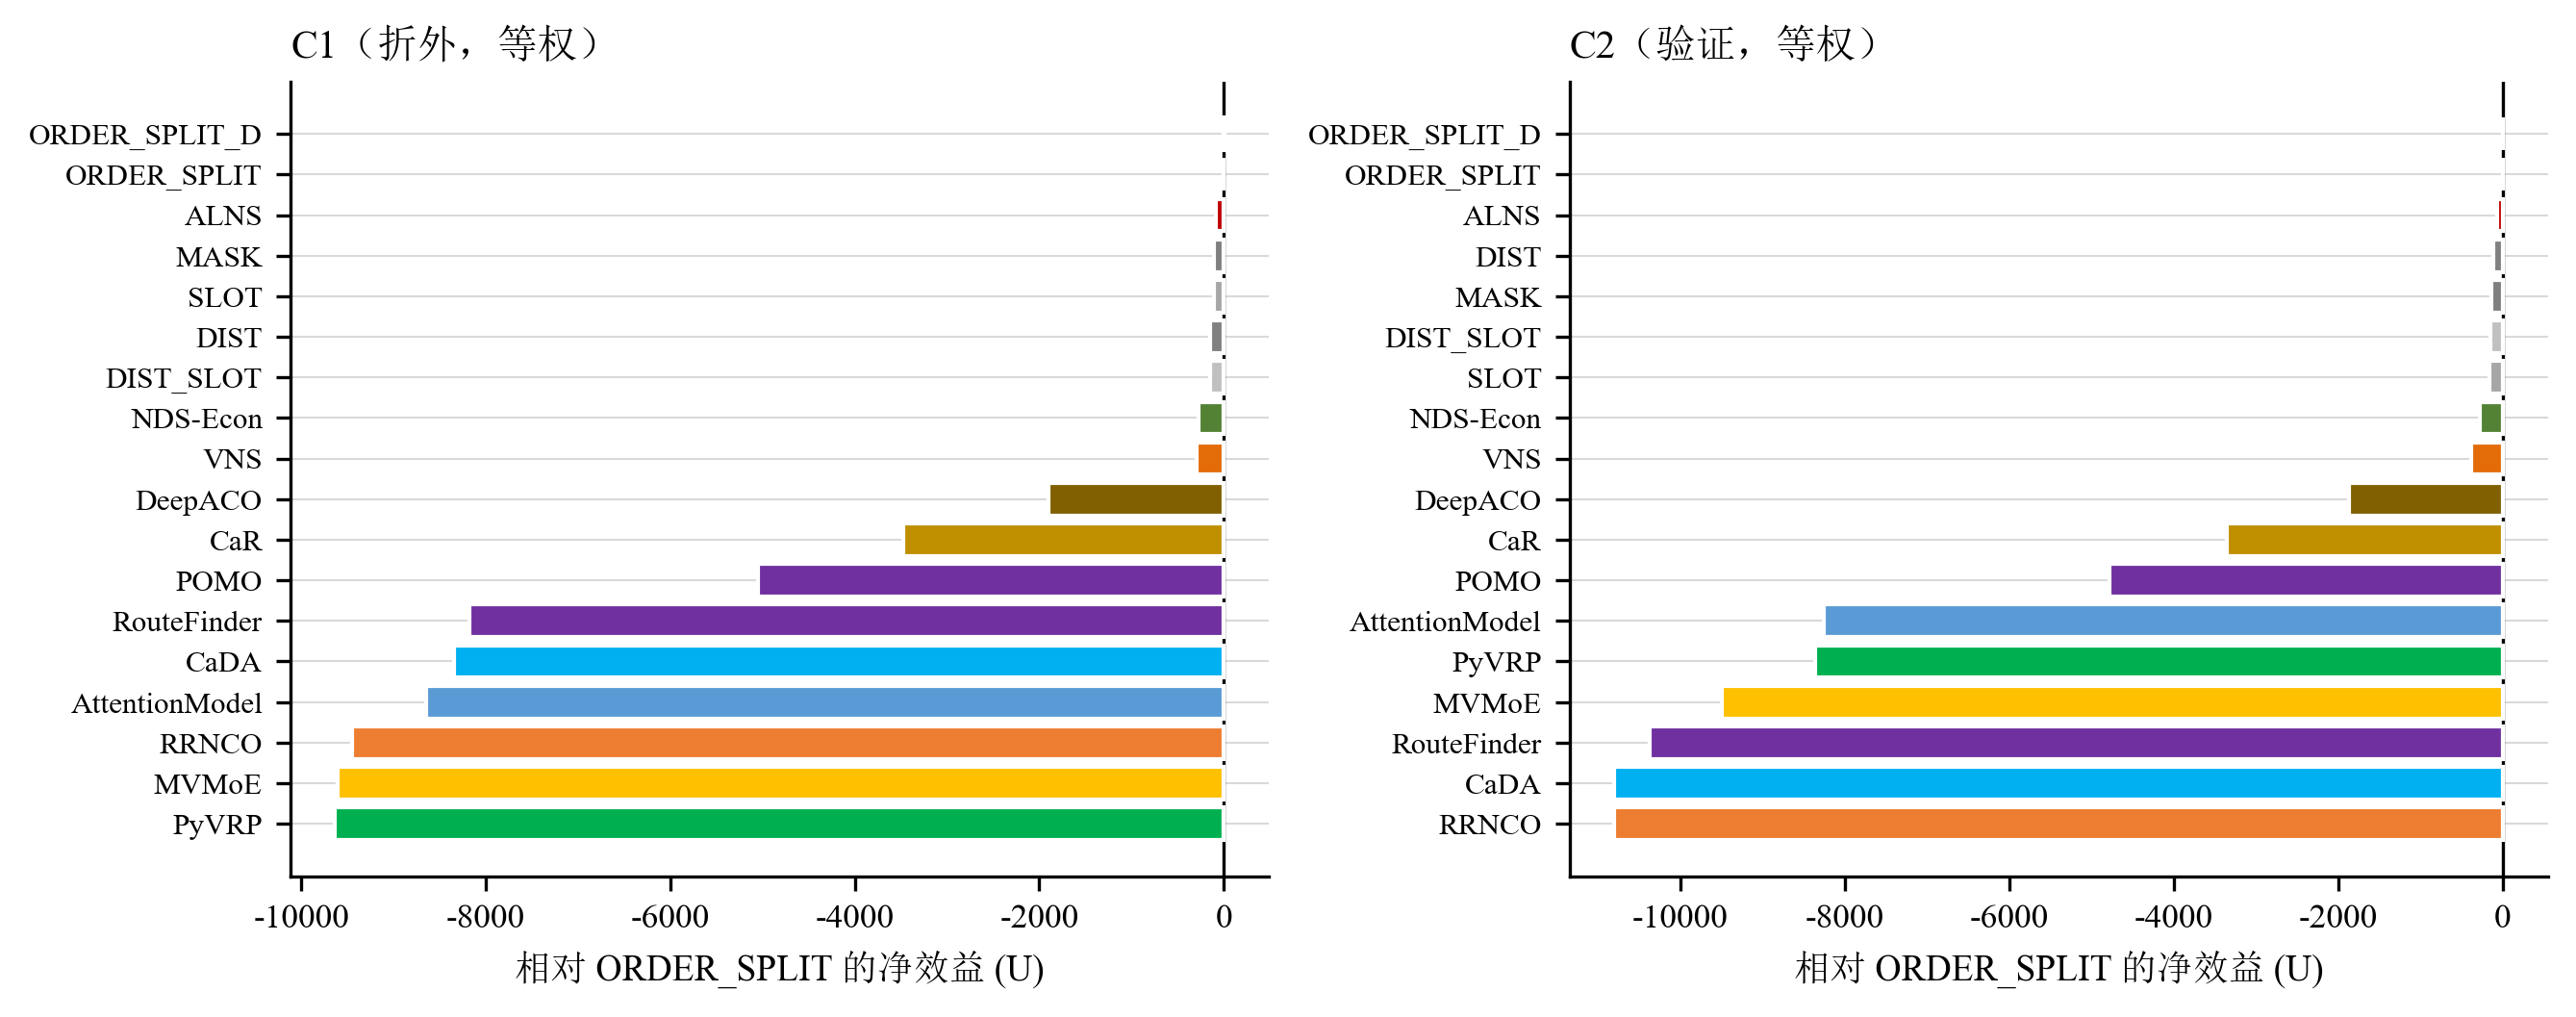 C1（折外，等权）
ORDER_SPLIT_D
ORDER_SPLIT
ALNS
MASK
SLOT
DIST
DIST_SLOT
NDS-Econ
VNS
DeepACO
CaR
POMO
RouteFinder
CaDA
AttentionModel
RRNCO
MVMoE
PyVRP
-10000 -8000 -6000 -4000 -2000 0
相对 ORDER_SPLIT 的净效益 (U)
C2（验证，等权）
ORDER_SPLIT_D
ORDER_SPLIT
ALNS
DIST
MASK
DIST_SLOT
SLOT
NDS-Econ
VNS
DeepACO
CaR
POMO
AttentionModel
PyVRP
MVMoE
RouteFinder
CaDA
RRNCO
-10000 -8000 -6000 -4000 -2000 0
相对 ORDER_SPLIT 的净效益 (U)